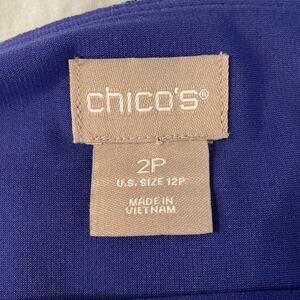 chico's®
2P
U.S. SIZE 12P
MADE IN
VIETNAM